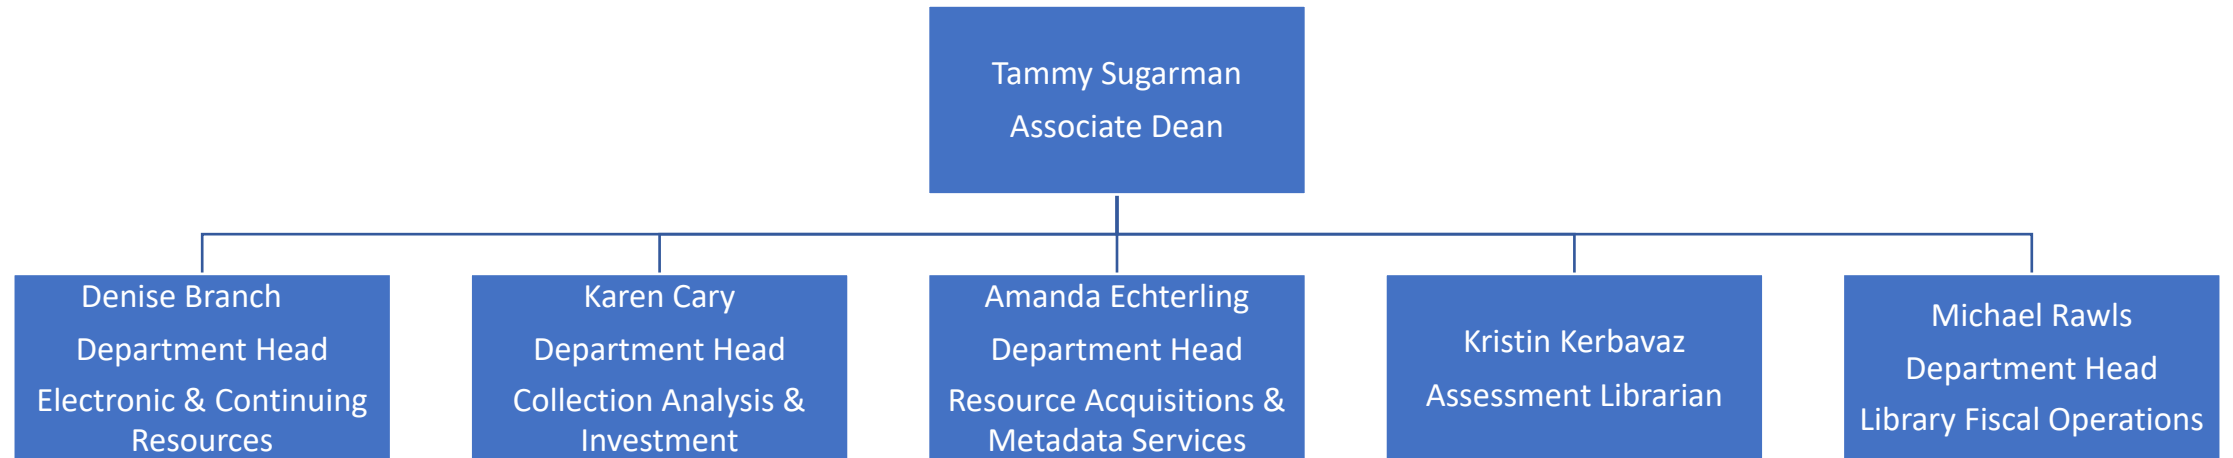 Tammy Sugarman
Associate Dean
Denise Branch
Department Head
Electronic & Continuing
Resources
Karen Cary
Department Head
Collection Analysis &
Investment
Amanda Echterling
Department Head
Resource Acquisitions &
Metadata Services
Kristin Kerbavaz
Assessment Librarian
Michael Rawls
Department Head
Library Fiscal Operations